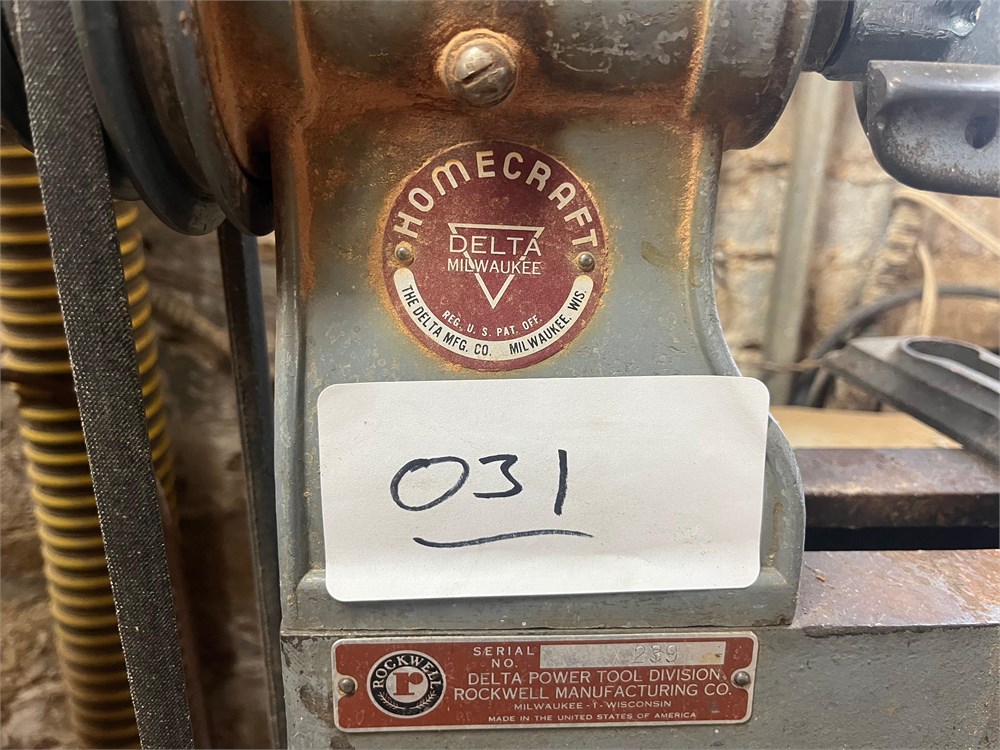 HOMECRAFT
DELTA
MILWAUKEE
REG. U. S. PAT. OFF.
THE DELTA MFG. CO. MILWAUKEE, WIS.
031
ROCKWELL
r
SERIAL
NO. 239
DELTA POWER TOOL DIVISION
ROCKWELL MANUFACTURING CO.
MILWAUKEE - 1 - WISCONSIN
MADE IN THE UNITED STATES OF AMERICA